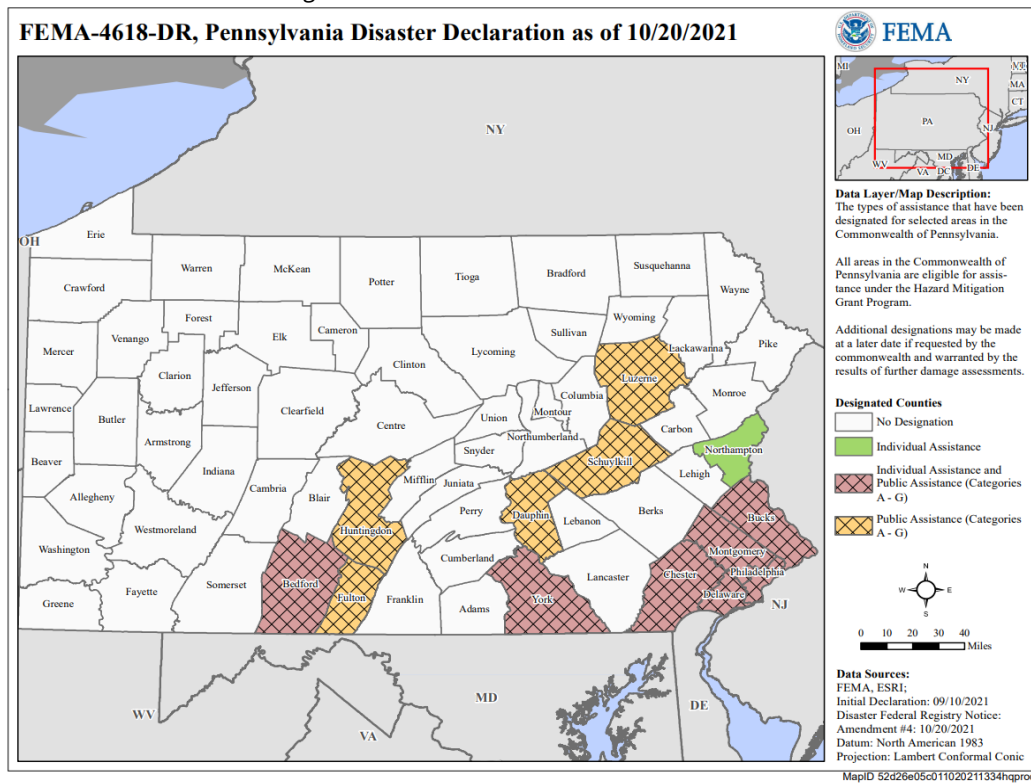 FEMA-4618-DR, Pennsylvania Disaster Declaration as of 10/20/2021
FEMA
MI
NY
NH
MA
CT
OH
PA
NJ
WV
MD
VA
DC
DE
Data Layer/Map Description:
The types of assistance that have been
designated for selected areas in the
Commonwealth of Pennsylvania.
All areas in the Commonwealth of
Pennsylvania are eligible for assis-
tance under the Hazard Mitigation
Grant Program.
Additional designations may be made
at a later date if requested by the
commonwealth and warranted by the
results of further damage assessments.
Designated Counties
No Designation
Individual Assistance
Individual Assistance and
Public Assistance (Categories
A - G)
Public Assistance (Categories
A - G)
N
W
E
S
0 10 20 30 40
Miles
Data Sources:
FEMA, ESRI;
Initial Declaration: 09/10/2021
Disaster Federal Registry Notice:
Amendment #4: 10/20/2021
Datum: North American 1983
Projection: Lambert Conformal Conic
MapID 52d26e05c011020211334hqprod
NY
OH
Erie
Crawford
Warren
McKean
Potter
Tioga
Bradford
Susquehanna
Wayne
Wyoming
Mercer
Venango
Forest
Elk
Cameron
Clinton
Lycoming
Sullivan
Lackawanna
Pike
Luzerne
Lawrence
Butler
Clarion
Jefferson
Clearfield
Centre
Union
Montour
Columbia
Monroe
Carbon
Northumberland
Snyder
Beaver
Armstrong
Indiana
Cambria
Blair
Mifflin
Juniata
Schuylkill
Northampton
Lehigh
Allegheny
Westmoreland
Huntingdon
Perry
Dauphin
Lebanon
Berks
Bucks
Washington
Somerset
Bedford
Fulton
Cumberland
Lancaster
Montgomery
Philadelphia
Chester
Delaware
Greene
Fayette
Franklin
Adams
York
NJ
WV
MD
VA
DE